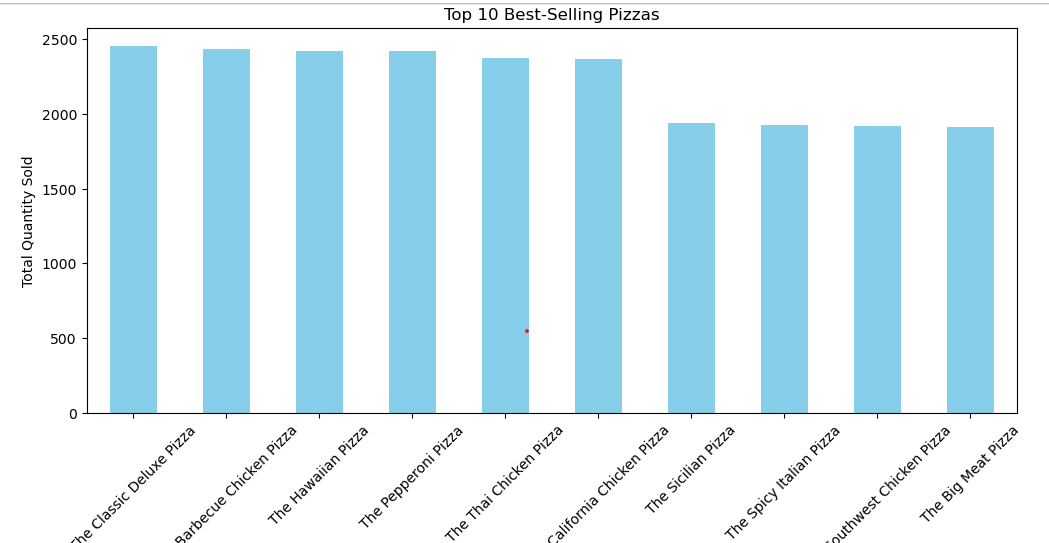 Top 10 Best-Selling Pizzas
2500
2000
1500
1000
500
0
Total Quantity Sold
The Classic Deluxe Pizza
Barbecue Chicken Pizza
The Hawaiian Pizza
The Pepperoni Pizza
The Thai Chicken Pizza
California Chicken Pizza
The Sicilian Pizza
The Spicy Italian Pizza
Southwest Chicken Pizza
The Big Meat Pizza